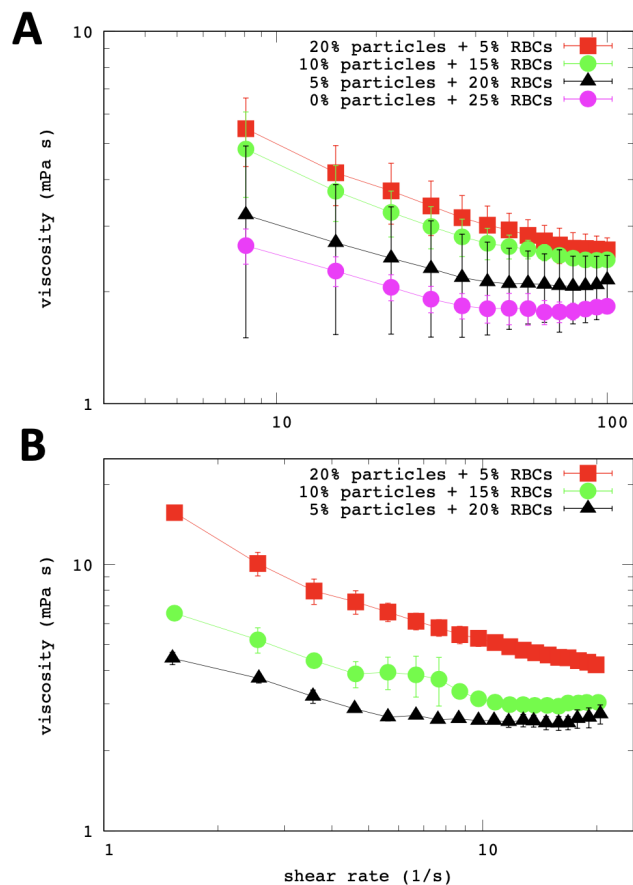 A
10
20% particles + 5% RBCs
10% particles + 15% RBCs
5% particles + 20% RBCs
0% particles + 25% RBCs
viscosity (mPa s)
1
10
100
B
20% particles + 5% RBCs
10% particles + 15% RBCs
5% particles + 20% RBCs
10
viscosity (mPa s)
1
1
10
shear rate (1/s)